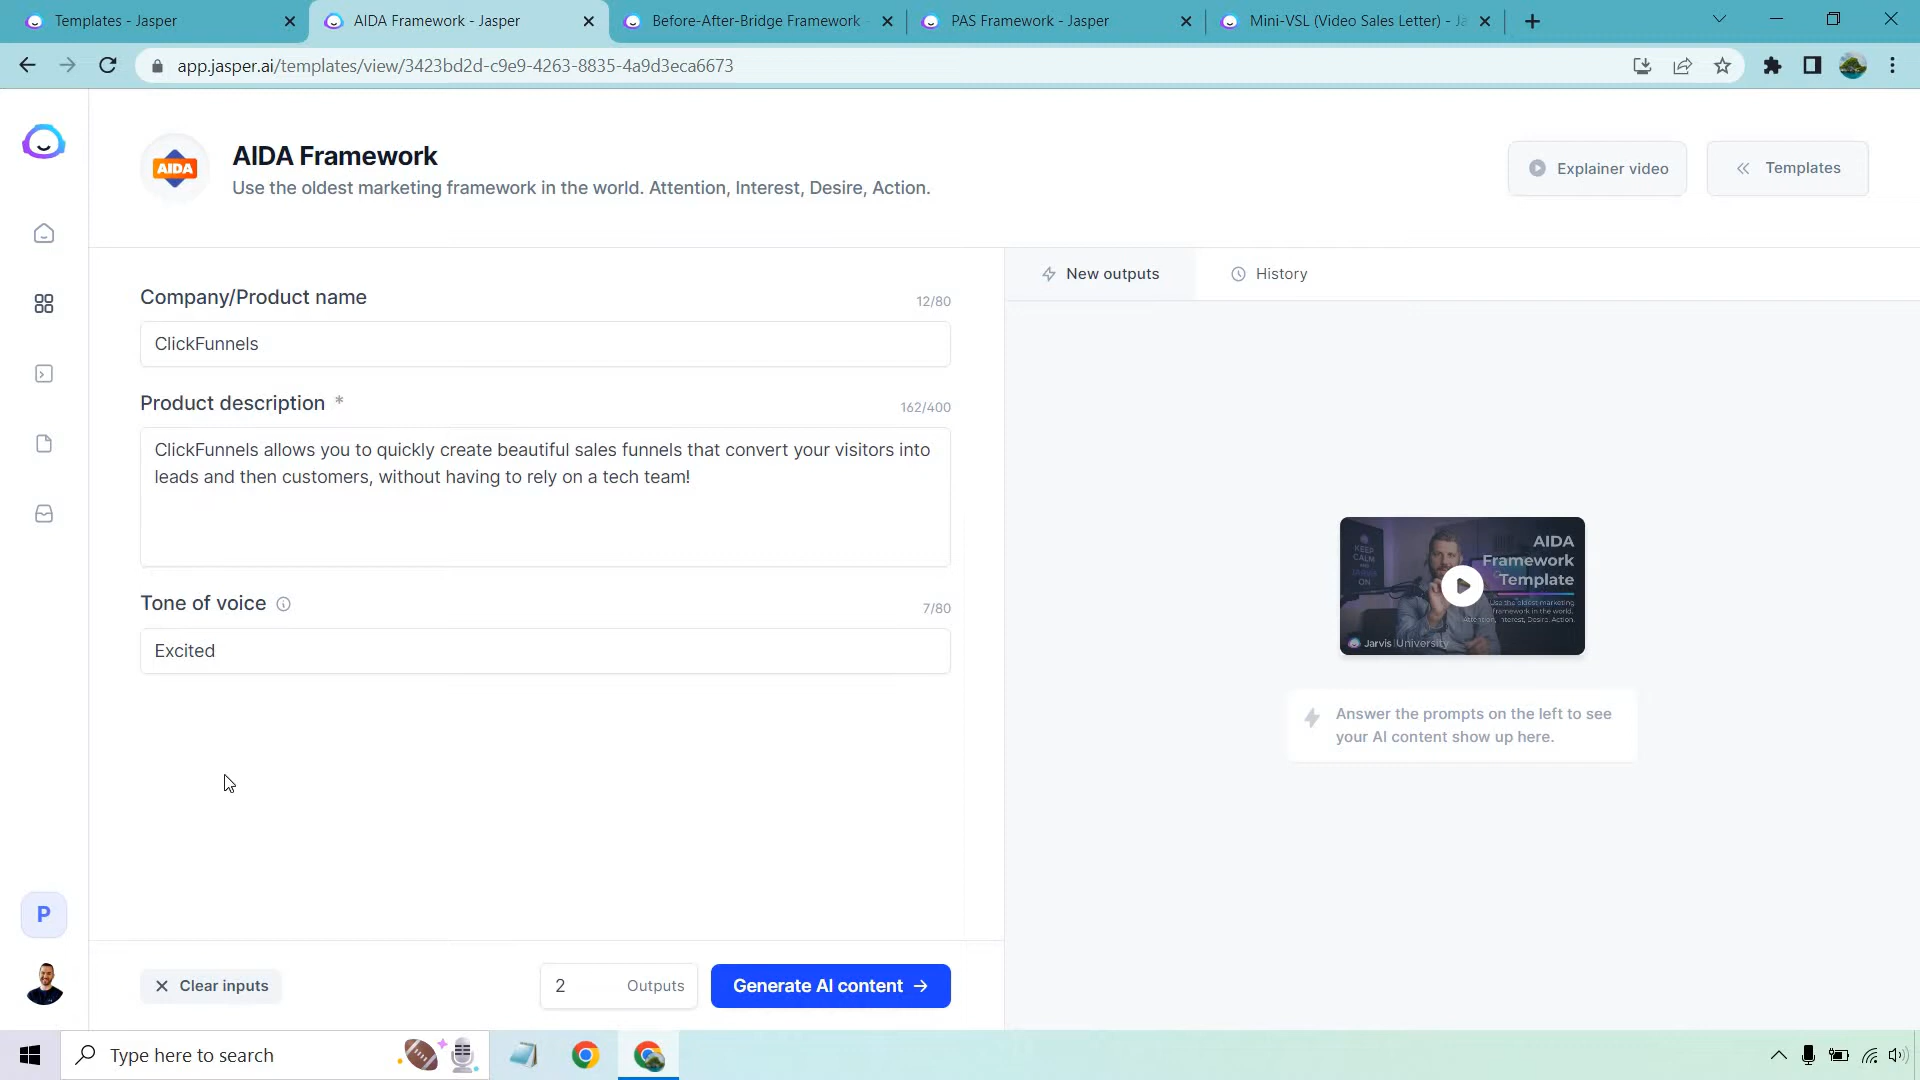 Templates - Jasper
AIDA Framework - Jasper
Before-After-Bridge Framework
PAS Framework - Jasper
Mini-VSL (Video Sales Letter) - Ja
app.jasper.ai/templates/view/3423bd2d-c9e9-4263-8835-4a9d3eca6673
AIDA
AIDA Framework
Use the oldest marketing framework in the world. Attention, Interest, Desire, Action.
Explainer video
Templates
Company/Product name
12/80
ClickFunnels
Product description *
162/400
ClickFunnels allows you to quickly create beautiful sales funnels that convert your visitors into
leads and then customers, without having to rely on a tech team!
Tone of voice
7/80
Excited
New outputs
History
KEEP
CALM
AND
JARVIS
ON
AIDA
Framework
Template
Use the oldest marketing
framework in the world.
Attention, Interest, Desire, Action.
Jarvis University
Answer the prompts on the left to see
your AI content show up here.
P
Clear inputs
2
Outputs
Generate AI content
Type here to search